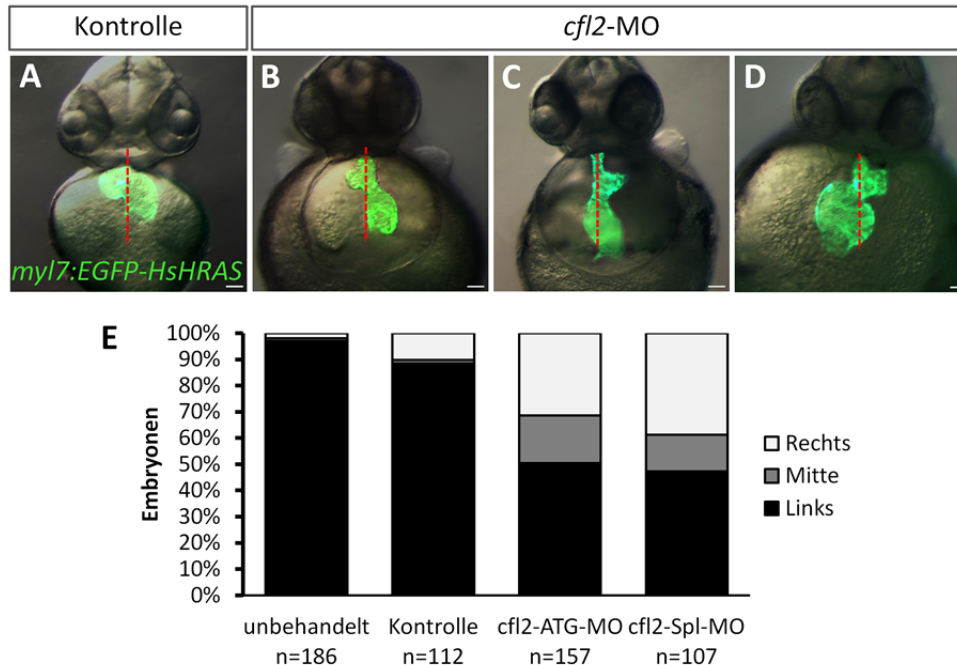 Kontrolle
cfl2-MO
A
B
C
D
myl7:EGFP-HsHRAS
E
100%
90%
80%
70%
60%
50%
40%
30%
20%
10%
0%
Embryonen
Rechts
Mitte
Links
unbehandelt Kontrolle cfl2-ATG-MO cfl2-Spl-MO
n=186 n=112 n=157 n=107